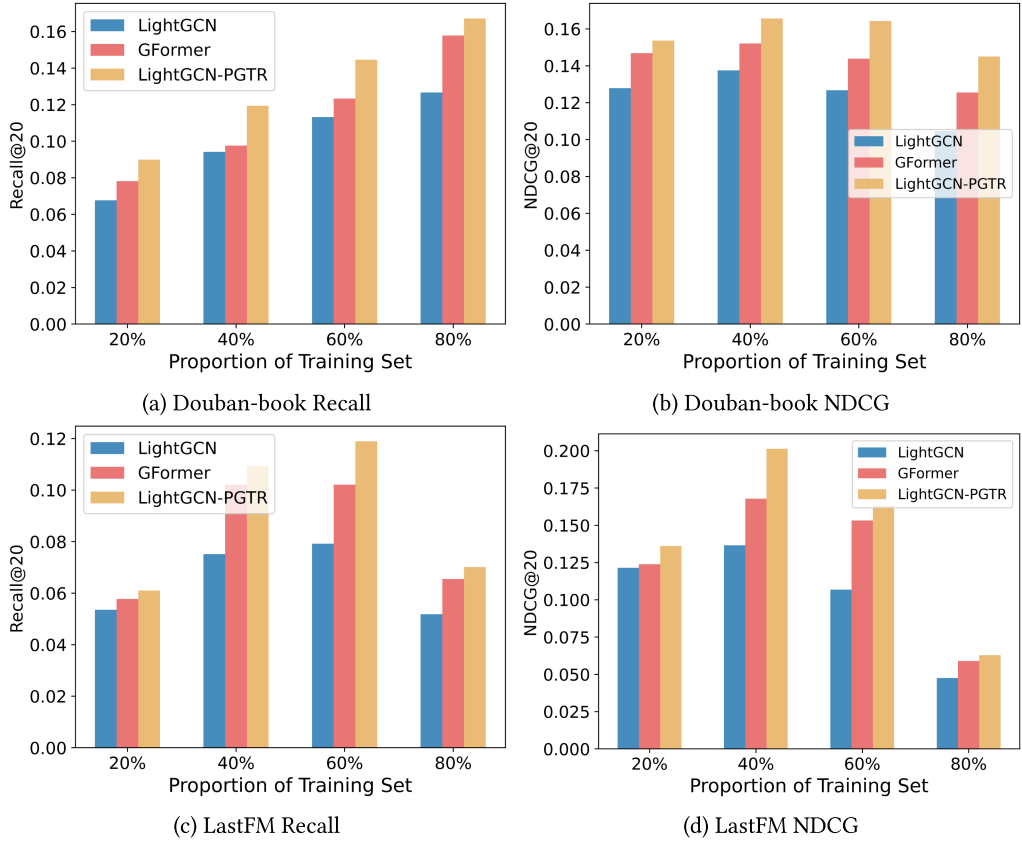 0.16
0.14
0.12
0.10
0.08
0.06
0.04
0.02
0.00
Recall@20
LightGCN
GFormer
LightGCN-PGTR
20% 40% 60% 80%
Proportion of Training Set
(a) Douban-book Recall
0.16
0.14
0.12
0.10
0.08
0.06
0.04
0.02
0.00
NDCG@20
LightGCN
GFormer
LightGCN-PGTR
20% 40% 60% 80%
Proportion of Training Set
(b) Douban-book NDCG
0.12
0.10
0.08
0.06
0.04
0.02
0.00
Recall@20
LightGCN
GFormer
LightGCN-PGTR
20% 40% 60% 80%
Proportion of Training Set
(c) LastFM Recall
0.200
0.175
0.150
0.125
0.100
0.075
0.050
0.025
0.000
NDCG@20
LightGCN
GFormer
LightGCN-PGTR
20% 40% 60% 80%
Proportion of Training Set
(d) LastFM NDCG